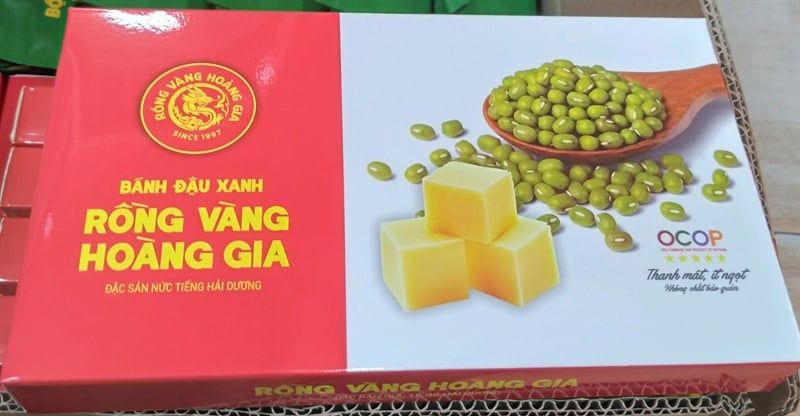 RỒNG VÀNG HOÀNG GIA
SINCE 1997
BÁNH ĐẬU XANH
RỒNG VÀNG
HOÀNG GIA
ĐẶC SẢN NỨC TIẾNG HẢI DƯƠNG
OCOP
Thanh mát, ít ngọt
Không chất bảo quản
RỒNG VÀNG HOÀNG GIA